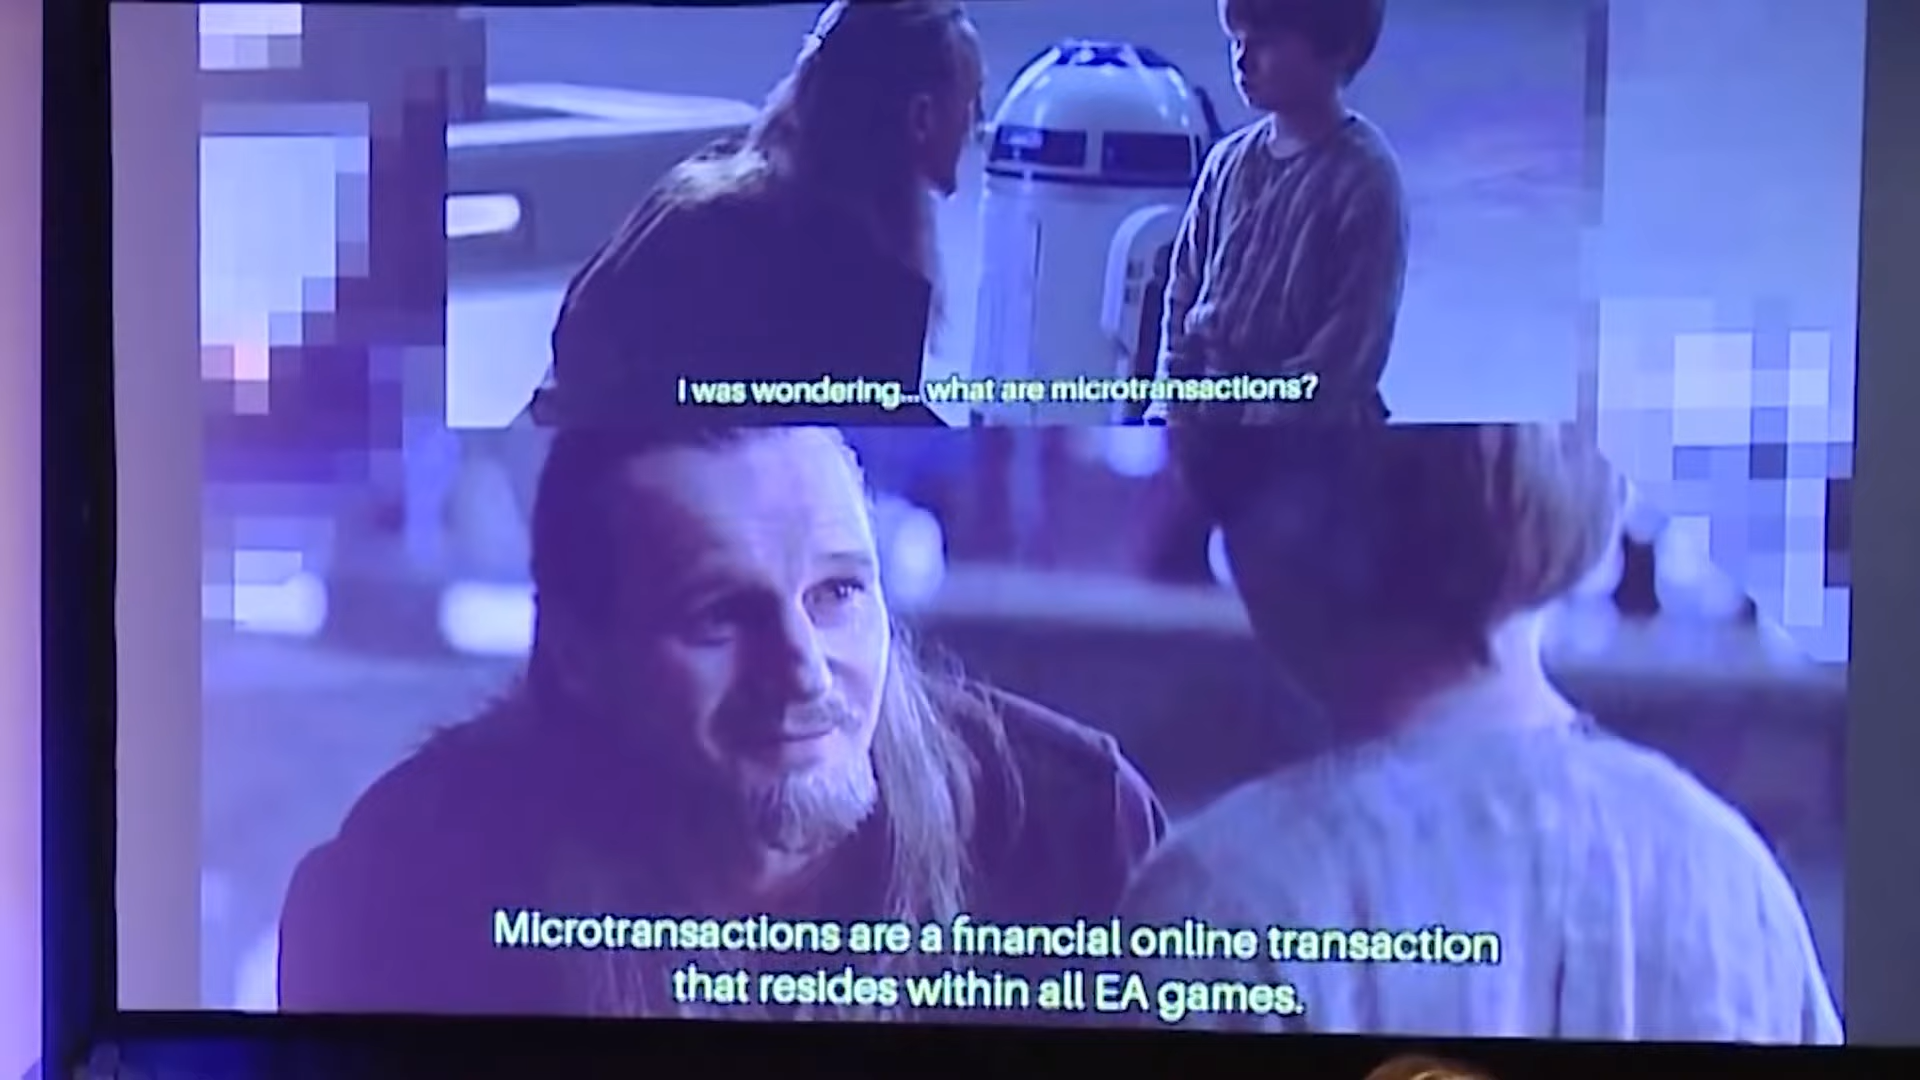 I was wondering... what are microtransactions?
Microtransactions are a financial online transaction
that resides within all EA games.